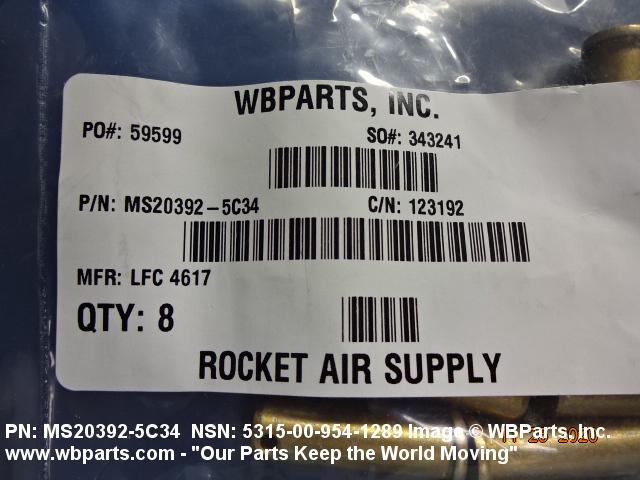 WBPARTS, INC.
PO#: 59599 SO#: 343241
P/N: MS20392-5C34 C/N: 123192
MFR: LFC 4617
QTY: 8
ROCKET AIR SUPPLY
PN: MS20392-5C34 NSN: 5315-00-954-1289 Image © WBParts, Inc.
www.wbparts.com - "Our Parts Keep the World Moving"